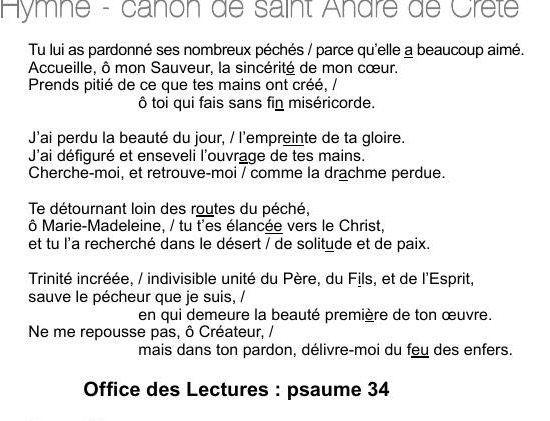 Hymne - canon de saint André de Crète
Tu lui as pardonné ses nombreux péchés / parce qu'elle a beaucoup aimé.
Accueille, ô mon Sauveur, la sincérité de mon cœur.
Prends pitié de ce que tes mains ont créé, /
ô toi qui fais sans fin miséricorde.
J'ai perdu la beauté du jour, / l'empreinte de ta gloire.
J'ai défiguré et enseveli l'ouvrage de tes mains.
Cherche-moi, et retrouve-moi / comme la drachme perdue.
Te détournant loin des routes du péché,
ô Marie-Madeleine, / tu t'es élancée vers le Christ,
et tu l'a recherché dans le désert / de solitude et de paix.
Trinité incréée, / indivisible unité du Père, du Fils, et de l'Esprit,
sauve le pécheur que je suis, /
en qui demeure la beauté première de ton œuvre.
Ne me repousse pas, ô Créateur, /
mais dans ton pardon, délivre-moi du feu des enfers.
Office des Lectures : psaume 34